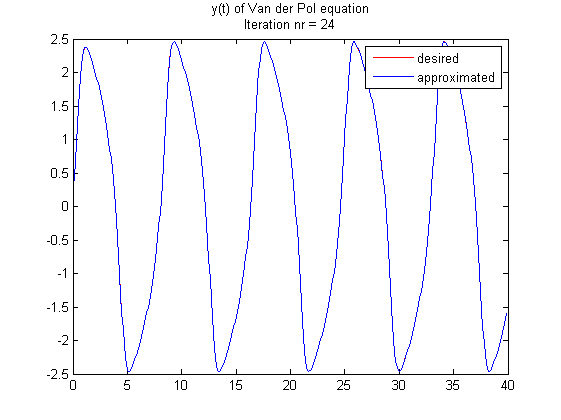 y(t) of Van der Pol equation
Iteration nr = 24
desired
approximated
2.5
2
1.5
1
0.5
0
-0.5
-1
-1.5
-2
-2.5
0 5 10 15 20 25 30 35 40